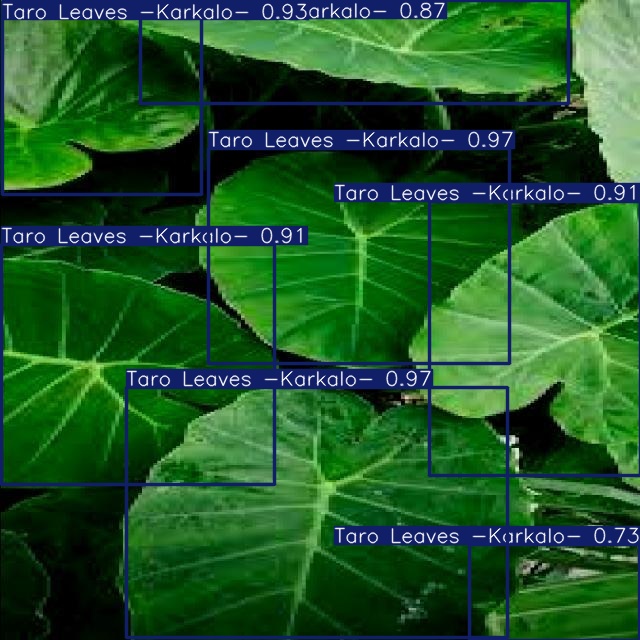 Taro Leaves -Karkalo- 0.93arkalo- 0.87
Taro Leaves -Karkalo- 0.97
Taro Leaves -Karkalo- 0.91
Taro Leaves -Karkalo- 0.91
Taro Leaves -Karkalo- 0.97
Taro Leaves -Karkalo- 0.73